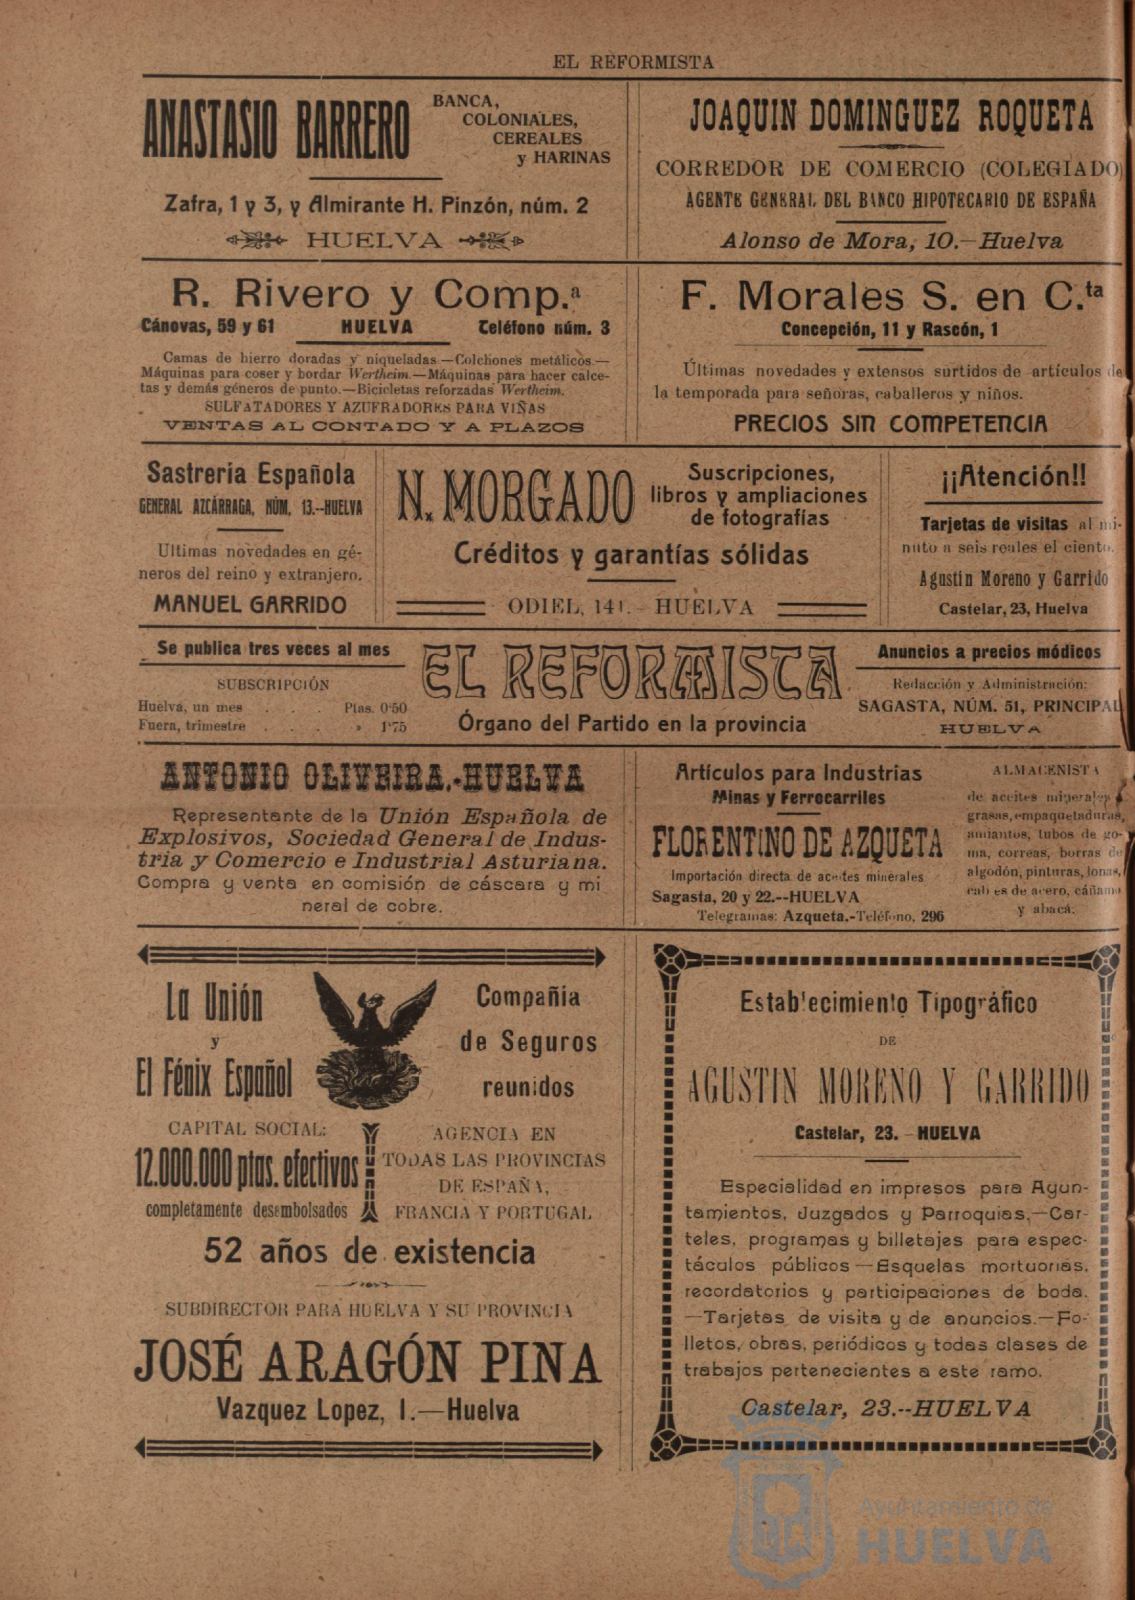 EL REFORMISTA
ANASTASIO BARRERO
BANCA,
COLONIALES,
CEREALES
y HARINAS
Zafra, 1 y 3, y Almirante H. Pinzón, núm. 2
HUELVA
JOAQUIN DOMINGUEZ ROQUETA
CORREDOR DE COMERCIO (COLEGIADO)
AGENTE GENERAL DEL BANCO HIPOTECARIO DE ESPAÑA
Alonso de Mora, 10.—Huelva
R. Rivero y Comp.ª
Cánovas, 59 y 61 HUELVA Teléfono núm. 3
Camas de hierro doradas y niqueladas.—Colchones metálicos.—
Máquinas para coser y bordar Wertheim.—Máquinas para hacer calce-
tas y demás géneros de punto.—Bicicletas reforzadas Wertheim.
SULFATADORES Y AZUFRADORES PARA VIÑAS
VENTAS AL CONTADO Y A PLAZOS
F. Morales S. en C.ta
Concepción, 11 y Rascón, 1
Últimas novedades y extensos surtidos de artículos de
la temporada para señoras, caballeros y niños.
PRECIOS SIN COMPETENCIA
Sastrería Española
GENERAL AZCÁRRAGA, NÚM, 13.--HUELVA
Ultimas novedades en gé-
neros del reino y extranjero.
MANUEL GARRIDO
N. MORGADO
Suscripciones,
libros y ampliaciones
de fotografías
Créditos y garantías sólidas
ODIEL, 141.—HUELVA
¡¡Atención!!
Tarjetas de visitas al mi-
nuto a seis reales el ciento.
Agustin Moreno y Garrido
Castelar, 23, Huelva
Se publica tres veces al mes
SUBSCRIPCIÓN
Huelva, un mes . . . Ptas. 0'50
Fuera, trimestre . . . » 1'75
EL REFORMISTA
Órgano del Partido en la provincia
Anuncios a precios módicos
Redacción y Administración:
SAGASTA, NÚM. 51, PRINCIPAL
HUELVA
ANTONIO OLIVEIRA.-HUELVA
Representante de la Unión Española de
Explosivos, Sociedad General de Indus-
tria y Comercio e Industrial Asturiana.
Compra y venta en comisión de cáscara y mi
neral de cobre.
Artículos para Industrias
Minas y Ferrocarriles
FLORENTINO DE AZQUETA
Importación directa de aceites minerales
Sagasta, 20 y 22.--HUELVA
Telegramas: Azqueta.-Teléfono, 296
ALMACENISTA
de aceites minerales
grasas, empaquetaduras,
amiantos, tubos de go-
ma, correas, borras de
algodón, pinturas, lonas,
cables de acero, cáñamo
y abacá.
La Unión
y
El Fénix Español
Compañía
de Seguros
reunidos
CAPITAL SOCIAL:
12.000.000 ptas. efectivos
completamente desembolsados
AGENCIA EN
TODAS LAS PROVINCIAS
DE ESPAÑA,
FRANCIA Y PORTUGAL
52 años de existencia
SUBDIRECTOR PARA HUELVA Y SU PROVINCIA
JOSÉ ARAGÓN PINA
Vazquez Lopez, 1.—Huelva
Establecimiento Tipográfico
DE
AGUSTIN MORENO Y GARRIDO
Castelar, 23.-HUELVA
Especialidad en impresos para Ayun-
tamientos, Juzgados y Parroquias.—Car-
teles, programas y billetajes para espec-
táculos públicos—Esquelas mortuorias,
recordatorios y participaciones de boda.
—Tarjetas de visita y de anuncios.—Fo-
lletos, obras, periódicos y todas clases de
trabajos pertenecientes a este ramo.
Castelar, 23.--HUELVA
Ayuntamiento de
HUELVA